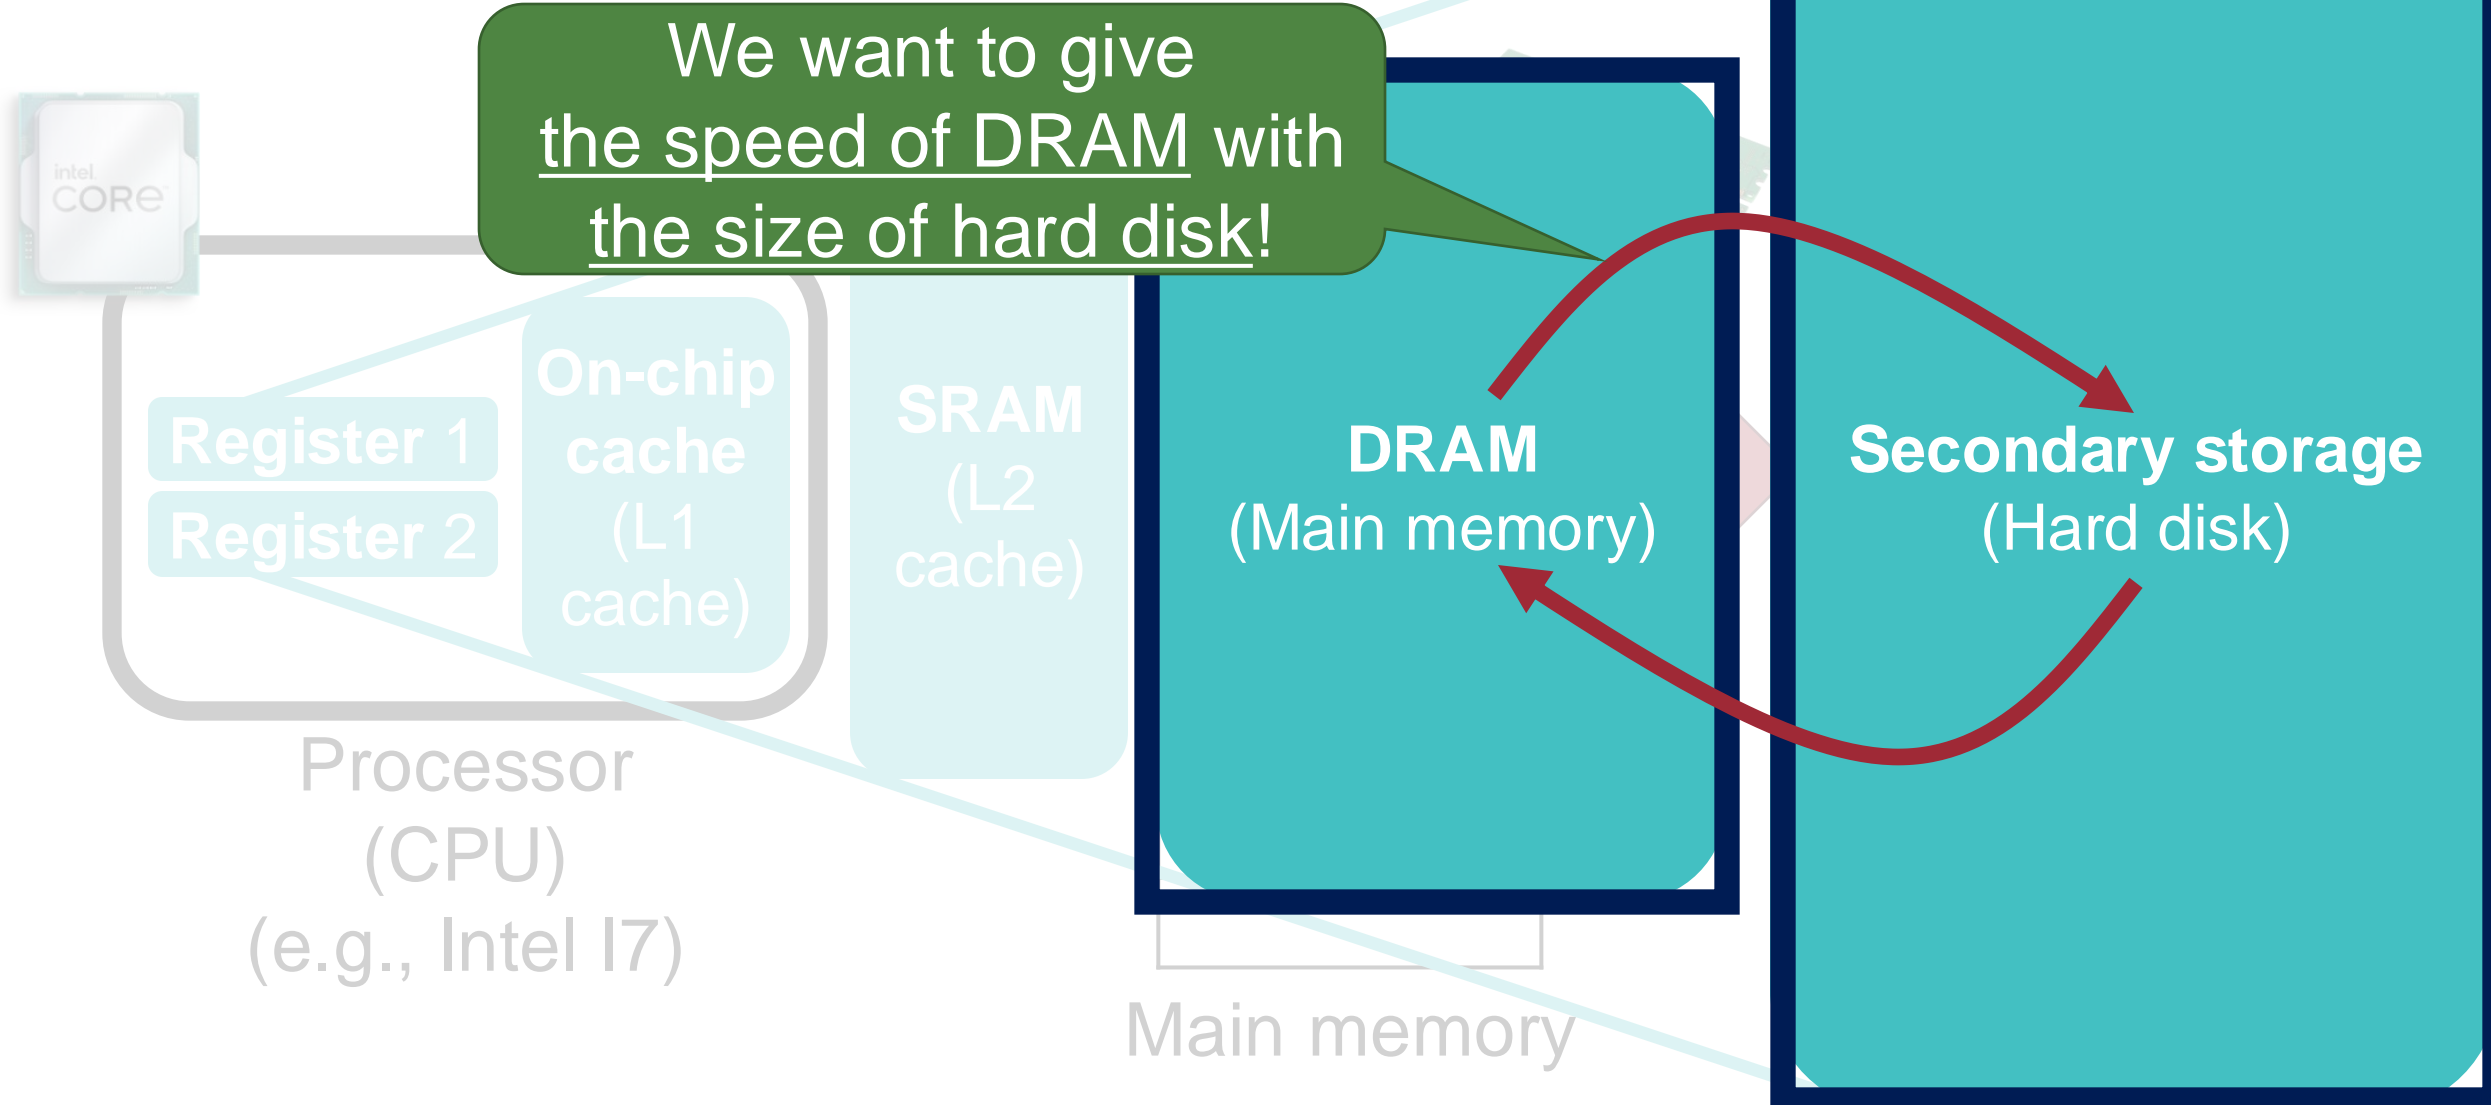 We want to give
the speed of DRAM with
the size of hard disk!
intel
CORE
Register 1
Register 2
On-chip
cache
(L1
cache)
SRAM
(L2
cache)
DRAM
(Main memory)
Secondary storage
(Hard disk)
Processor
(CPU)
(e.g., Intel I7)
Main memory